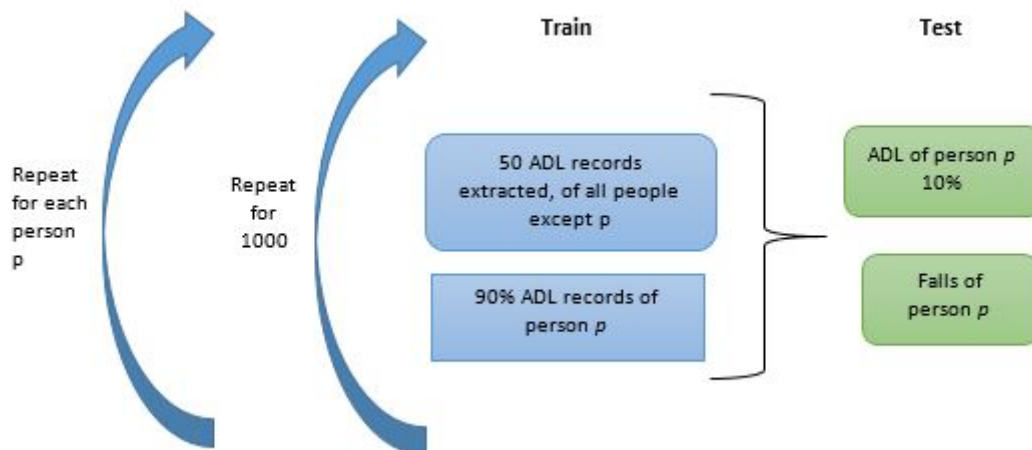 Train
Test
Repeat
for each
person
p
Repeat
for
1000
50 ADL records
extracted, of all people
except p
90% ADL records of
person p
ADL of person p
10%
Falls of
person p